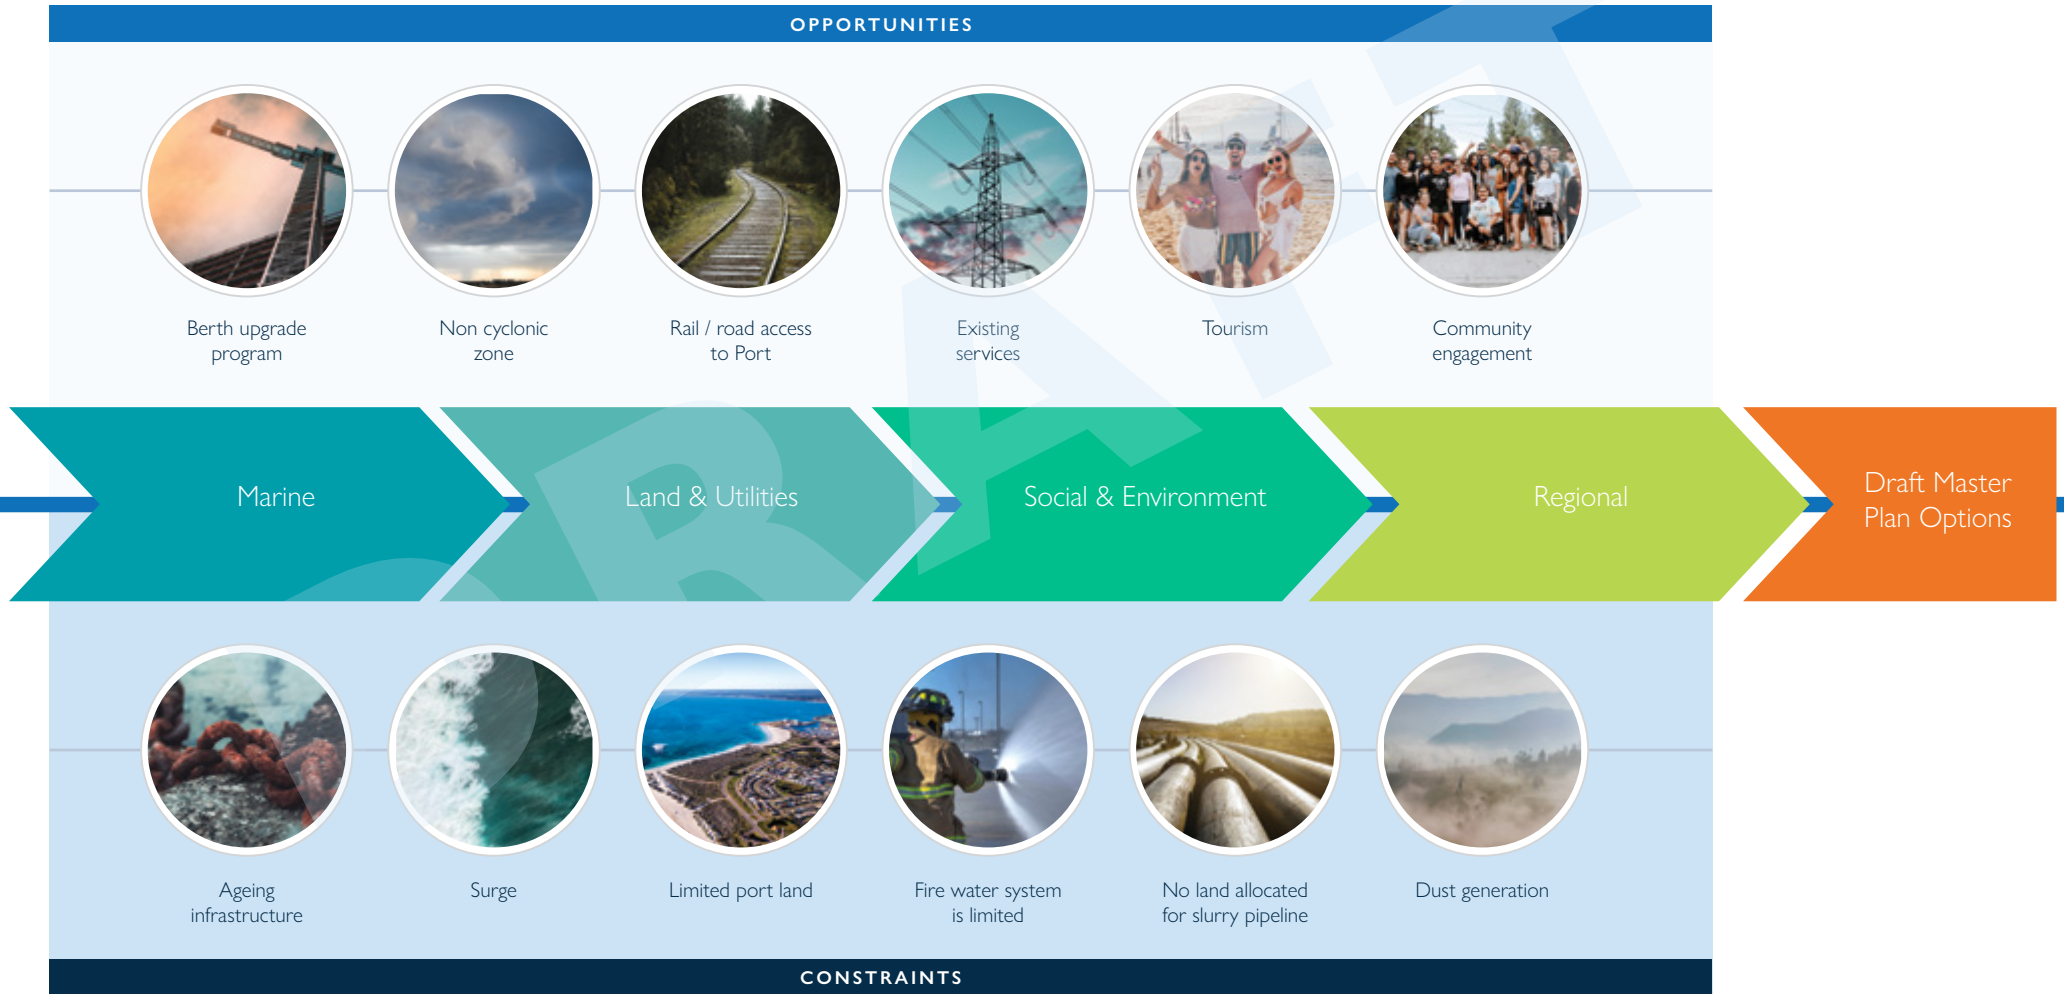 OPPORTUNITIES
Berth upgrade
program
Non cyclonic
zone
Rail / road access
to Port
Existing
services
Tourism
Community
engagement
Marine
Land & Utilities
Social & Environment
Regional
Draft Master
Plan Options
Ageing
infrastructure
Surge
Limited port land
Fire water system
is limited
No land allocated
for slurry pipeline
Dust generation
CONSTRAINTS
DRAFT